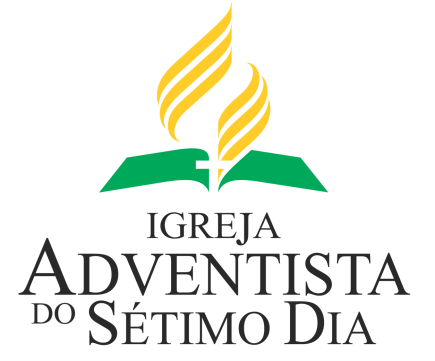 IGREJA
ADVENTISTA
DO SÉTIMO DIA